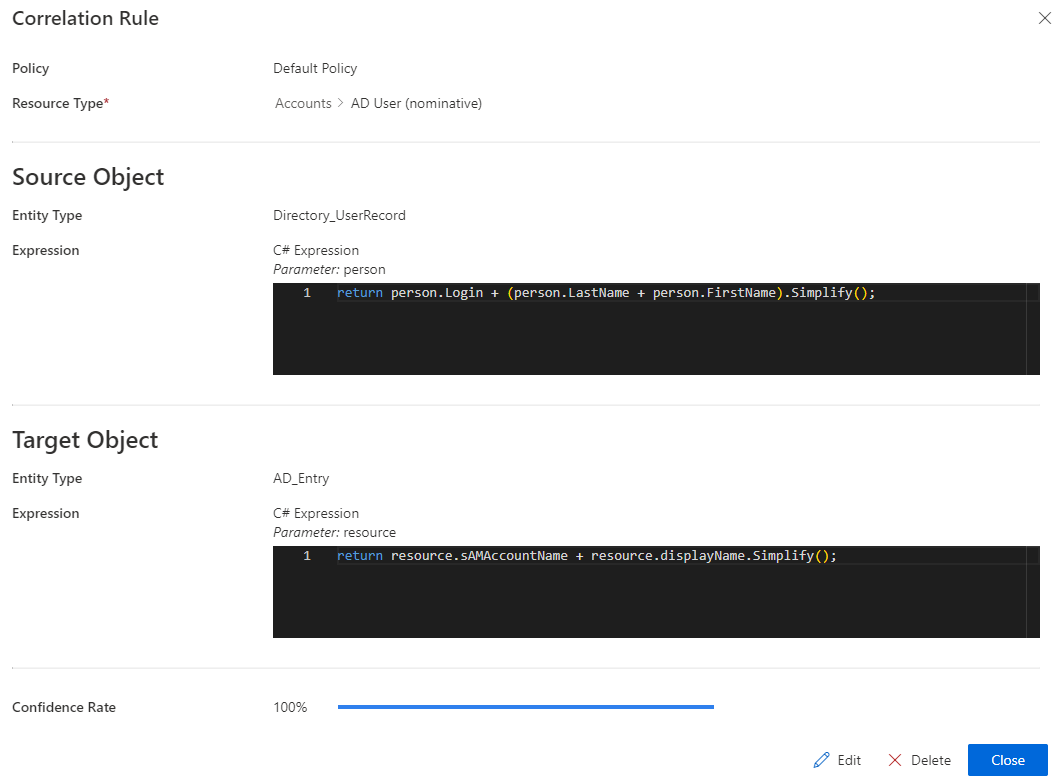 Correlation Rule
Policy Default Policy
Resource Type* Accounts > AD User (nominative)
Source Object
Entity Type Directory_UserRecord
Expression C# Expression
Parameter: person
1 return person.Login + (person.LastName + person.FirstName).Simplify();
Target Object
Entity Type AD_Entry
Expression C# Expression
Parameter: resource
1 return resource.sAMAccountName + resource.displayName.Simplify();
Confidence Rate 100%
Edit Delete Close